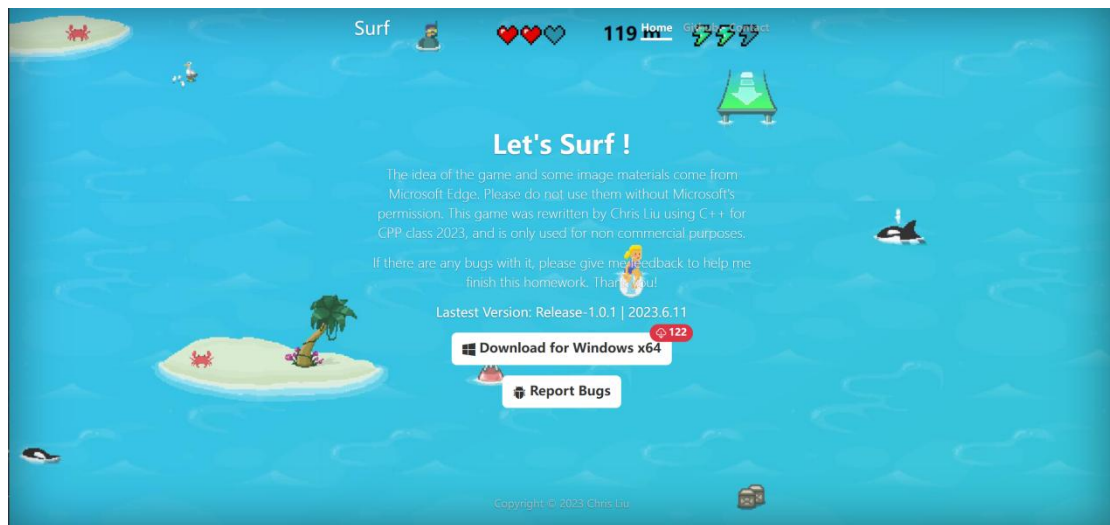 Surf
119 m
Home Github Contact
Let's Surf !
The idea of the game and some image materials come from
Microsoft Edge. Please do not use them without Microsoft's
permission. This game was rewritten by Chris Liu using C++ for
CPP class 2023, and is only used for non commercial purposes.
If there are any bugs with it, please give me feedback to help me
finish this homework. Thank you!
Lastest Version: Release-1.0.1 | 2023.6.11
122
Download for Windows x64
Report Bugs
Copyright © 2023 Chris Liu.